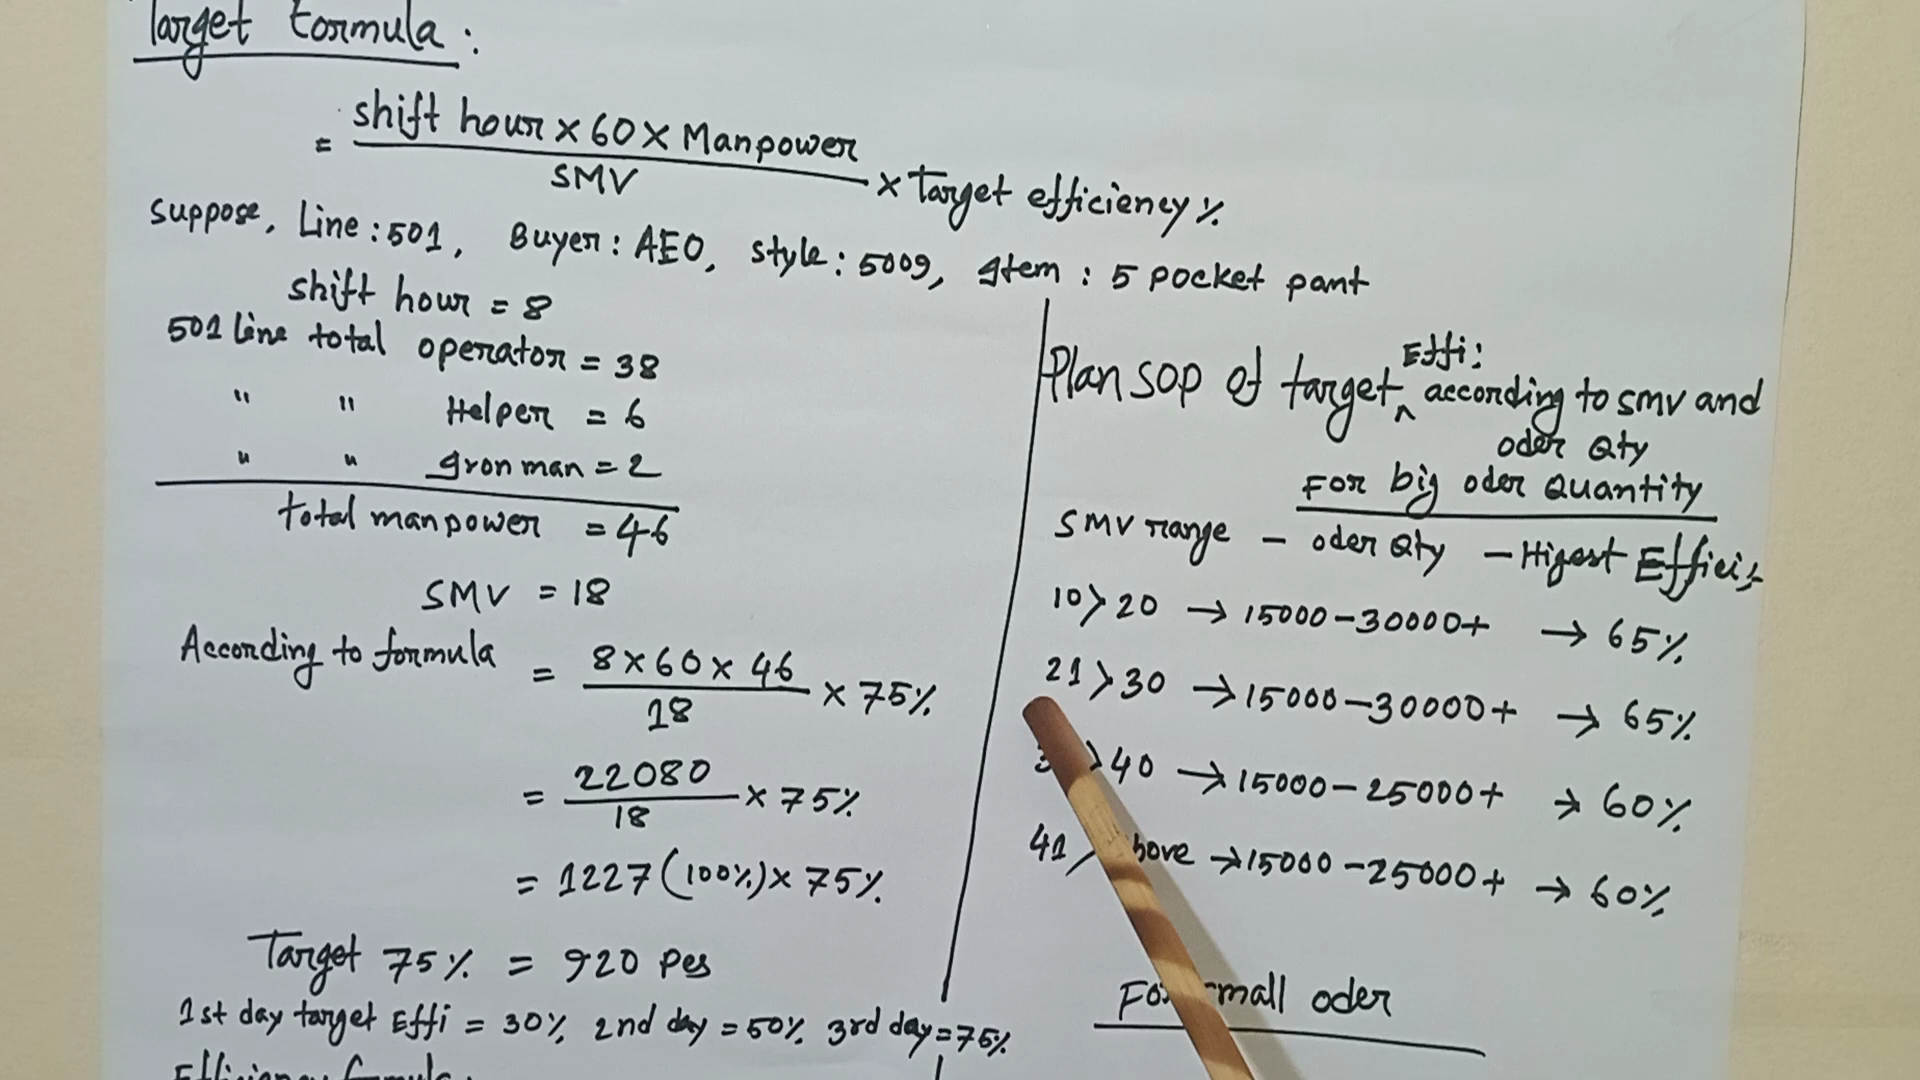 Target formula :
= shift hour × 60 × Manpower / SMV × Target efficiency %
Suppose, Line : 501, Buyer : AEO, Style : 5009, Item : 5 pocket pant
shift hour = 8
501 line total operator = 38
" " Helper = 6
" " Iron man = 2
total manpower = 46
SMV = 18
According to formula = 8 × 60 × 46 / 18 × 75%
= 22080 / 18 × 75%
= 1227 (100%) × 75%
Target 75% = 920 Pes
1st day target Effi = 30%, 2nd day = 50%, 3rd day = 75%
Plan sop of target Effi: according to smv and
oder Qty
For big oder Quantity
SMV range - oder Qty - Higest Efficis
10 > 20 → 15000-30000+ → 65%
21 > 30 → 15000-30000+ → 65%
> 40 → 15000-25000+ → 60%
41 > → 15000-25000+ → 60%
oder